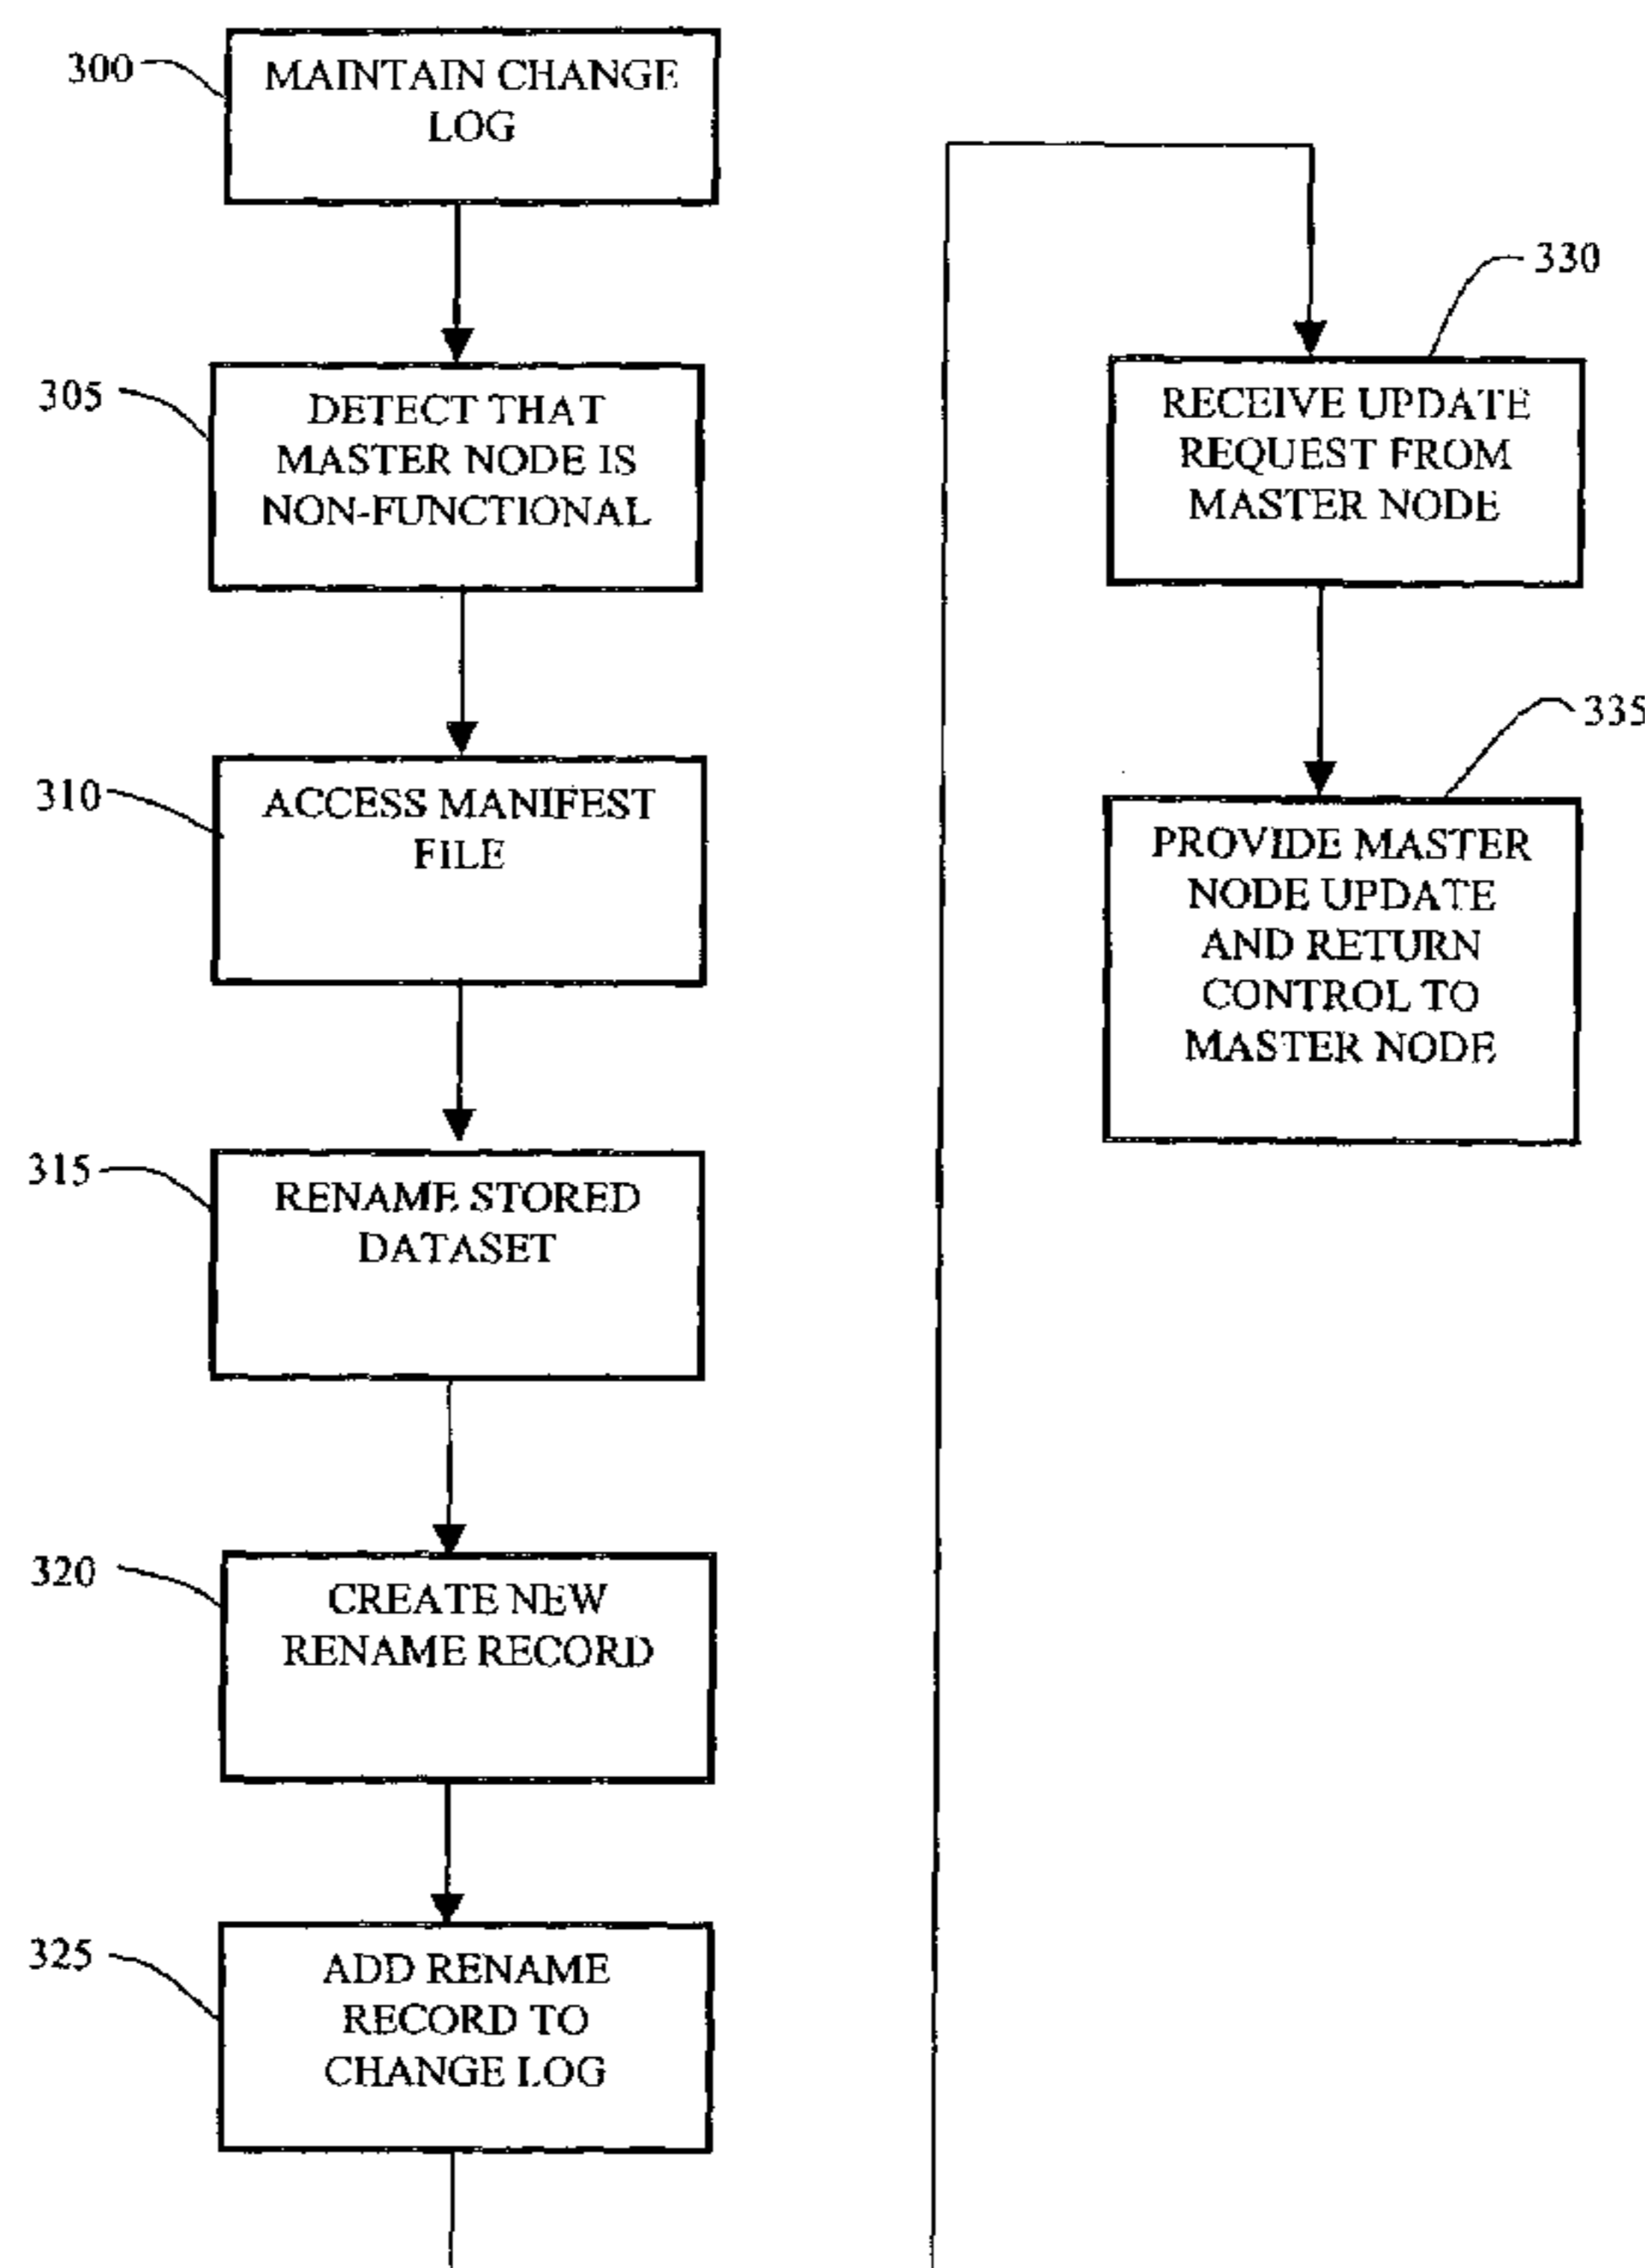 300
MAINTAIN CHANGE
LOG
305
DETECT THAT
MASTER NODE IS
NON-FUNCTIONAL
310
ACCESS MANIFEST
FILE
315
RENAME STORED
DATASET
320
CREATE NEW
RENAME RECORD
325
ADD RENAME
RECORD TO
CHANGE LOG
330
RECEIVE UPDATE
REQUEST FROM
MASTER NODE
335
PROVIDE MASTER
NODE UPDATE
AND RETURN
CONTROL TO
MASTER NODE